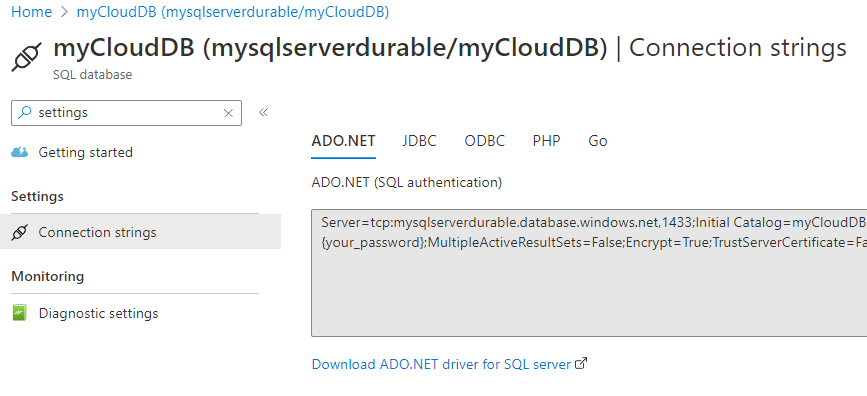 Home > myCloudDB (mysqlserverdurable/myCloudDB)
myCloudDB (mysqlserverdurable/myCloudDB) | Connection strings
SQL database
settings
Getting started
Settings
Connection strings
Monitoring
Diagnostic settings
ADO.NET JDBC ODBC PHP Go
ADO.NET (SQL authentication)
Server=tcp:mysqlserverdurable.database.windows.net,1433;Initial Catalog=myCloudDB
{your_password};MultipleActiveResultSets=False;Encrypt=True;TrustServerCertificate=Fa
Download ADO.NET driver for SQL server